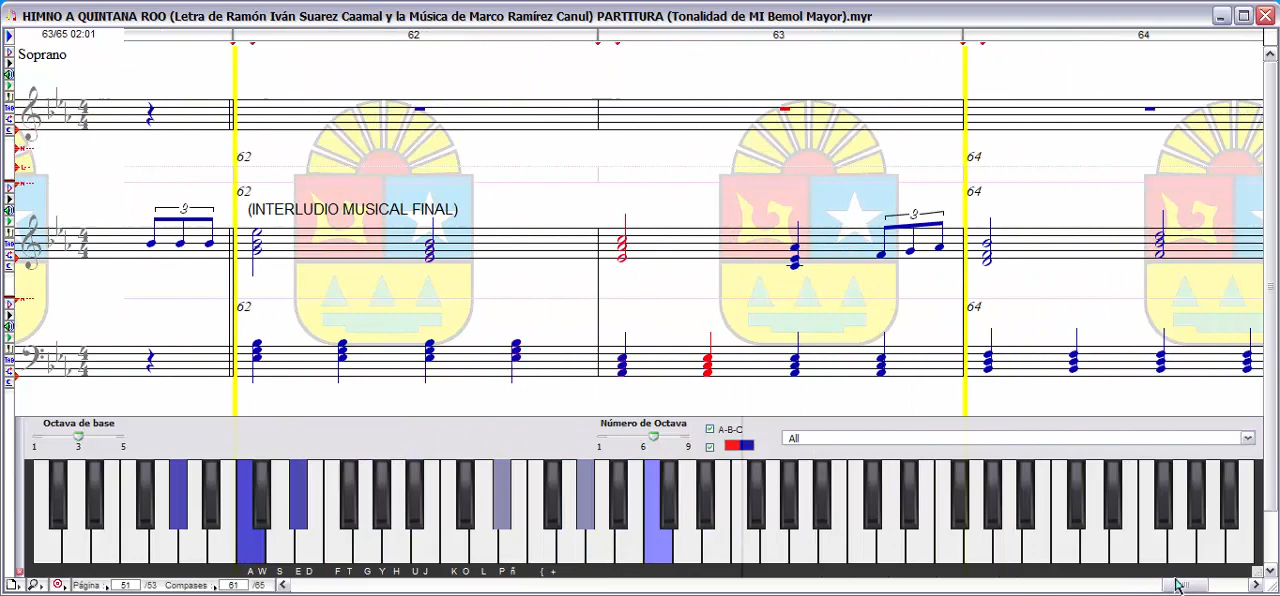 HIMNO A QUINTANA ROO (Letra de Ramón Iván Suarez Caamal y la Música de Marco Ramírez Canul) PARTITURA (Tonalidad de MI Bemol Mayor).myr
63/65 02:01
62
63
64
Soprano
62
64
62
64
(INTERLUDIO MUSICAL FINAL)
3
3
62
64
Octava de base
1 3 5
Número de Octava
1 6 9
A-B-C
All
A W S E D F T G Y H U J K O L P ñ { +
Página 51 /53 Compases 61 /65